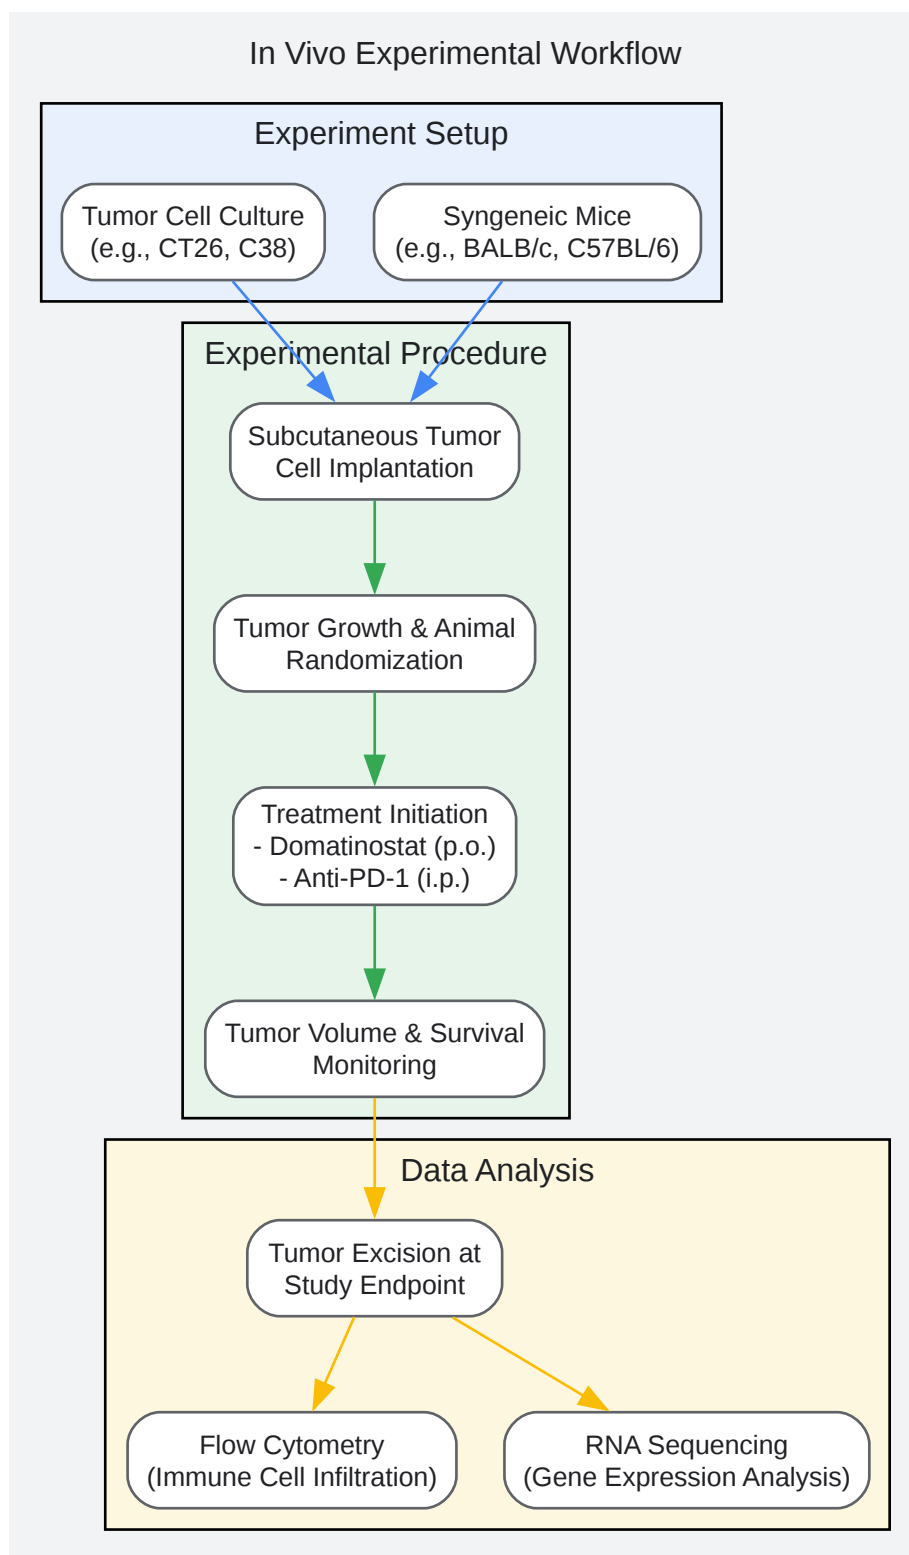 In Vivo Experimental Workflow
Experiment Setup
Tumor Cell Culture
(e.g., CT26, C38)
Syngeneic Mice
(e.g., BALB/c, C57BL/6)
Experimental Procedure
Subcutaneous Tumor
Cell Implantation
Tumor Growth & Animal
Randomization
Treatment Initiation
- Domatinostat (p.o.)
- Anti-PD-1 (i.p.)
Tumor Volume & Survival
Monitoring
Data Analysis
Tumor Excision at
Study Endpoint
Flow Cytometry
(Immune Cell Infiltration)
RNA Sequencing
(Gene Expression Analysis)